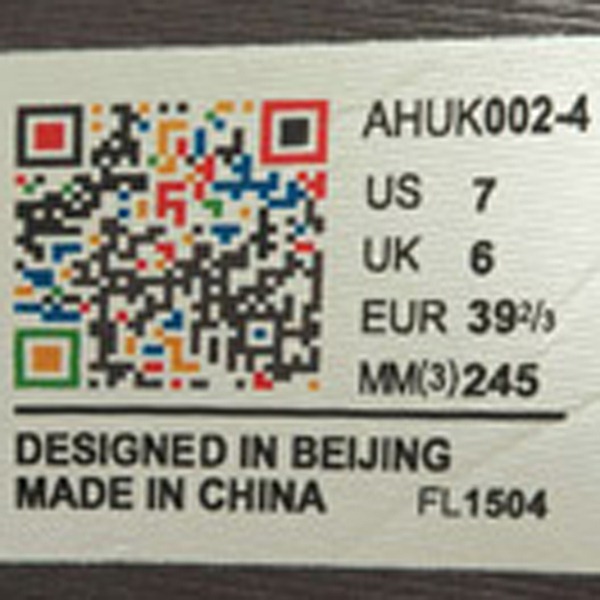 AHUK002-4
US 7
UK 6
EUR 39²/₃
MM(3)245
DESIGNED IN BEIJING
MADE IN CHINA FL1504